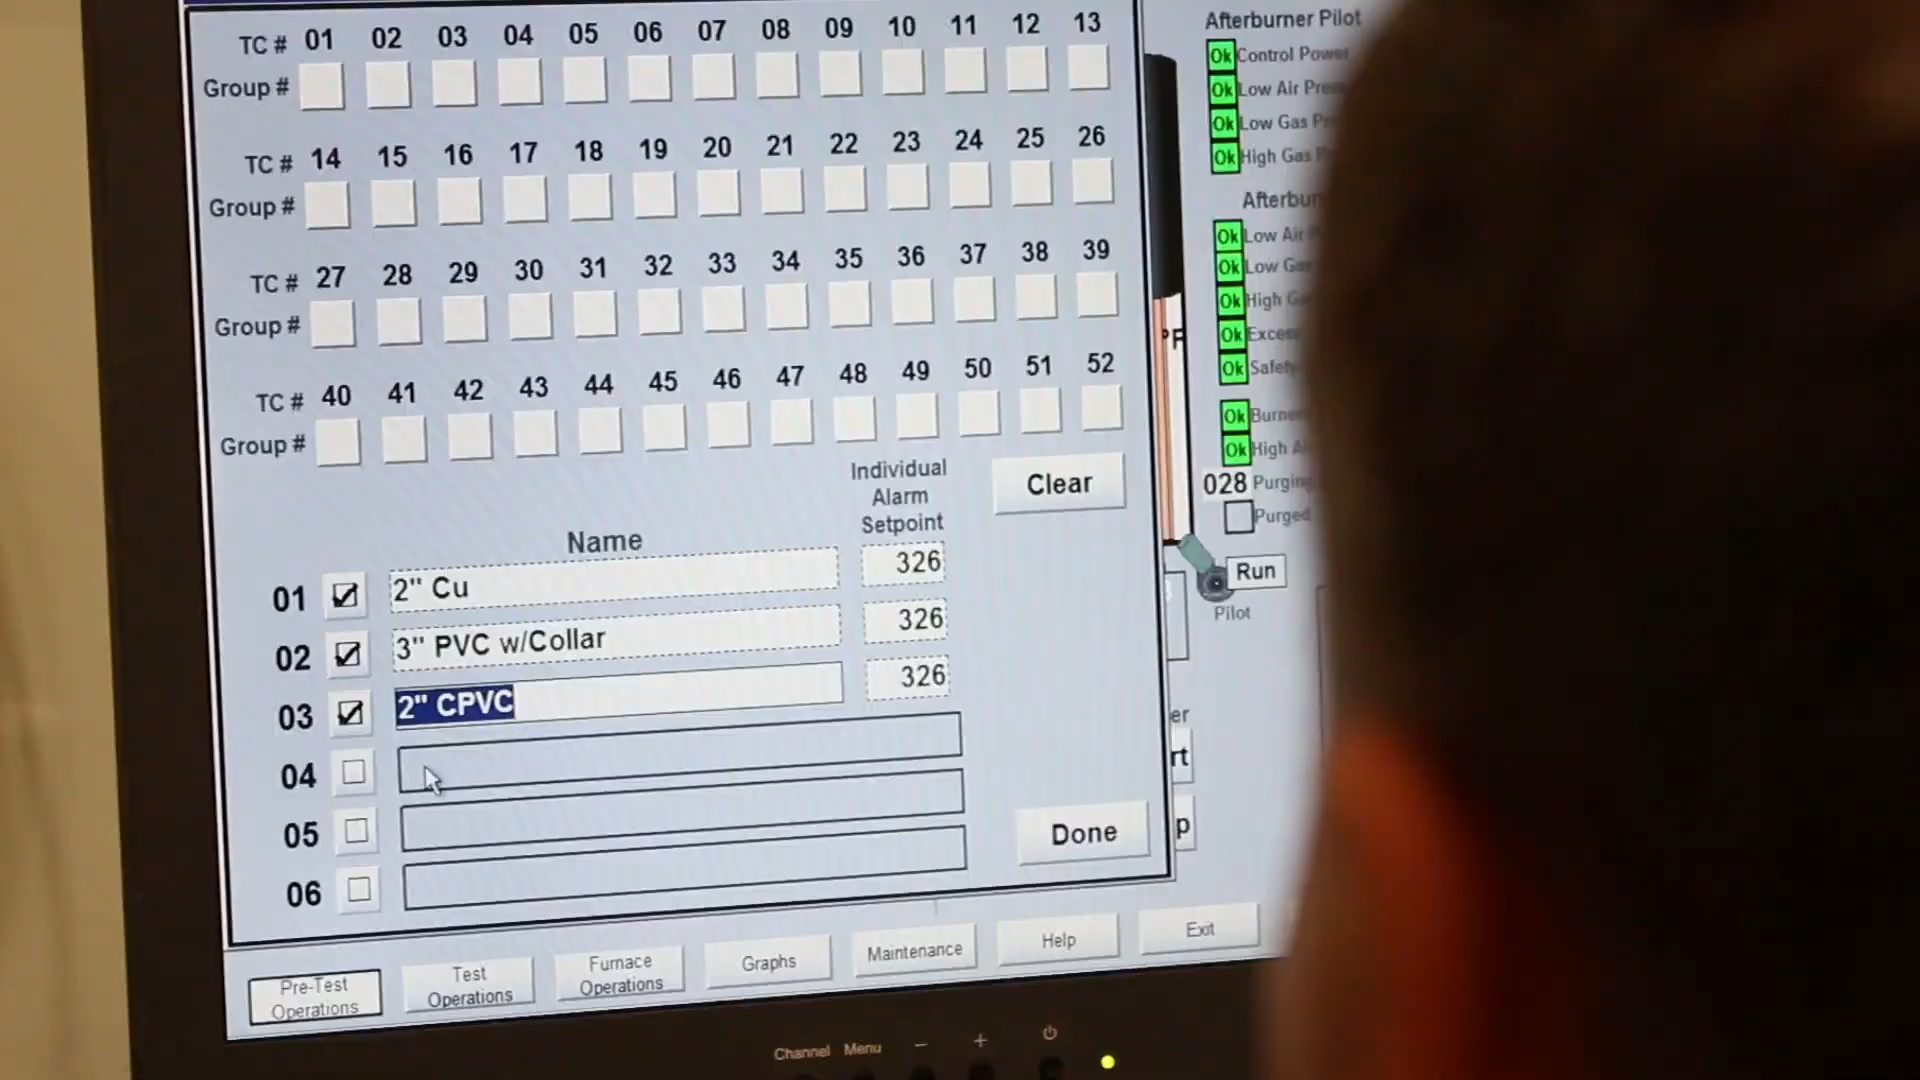 TC # 01 02 03 04 05 06 07 08 09 10 11 12 13
Group #
TC # 14 15 16 17 18 19 20 21 22 23 24 25 26
Group #
TC # 27 28 29 30 31 32 33 34 35 36 37 38 39
Group #
TC # 40 41 42 43 44 45 46 47 48 49 50 51 52
Group #
Individual
Alarm
Setpoint
Clear
Name
01 2" Cu 326
02 3" PVC w/Collar 326
03 2" CPVC 326
04
05
06
Done
Afterburner Pilot
Ok Control Power
Ok Low Air
Ok Low Gas
Ok High Gas
Ok Low Air
Ok Low
Ok High
Ok
Ok Safety
Ok
Ok High
028
Purged
°F
Run
Pilot
Pre-Test
Operations
Test
Operations
Furnace
Operations
Graphs
Maintenance
Help
Exit
Channel Menu - +